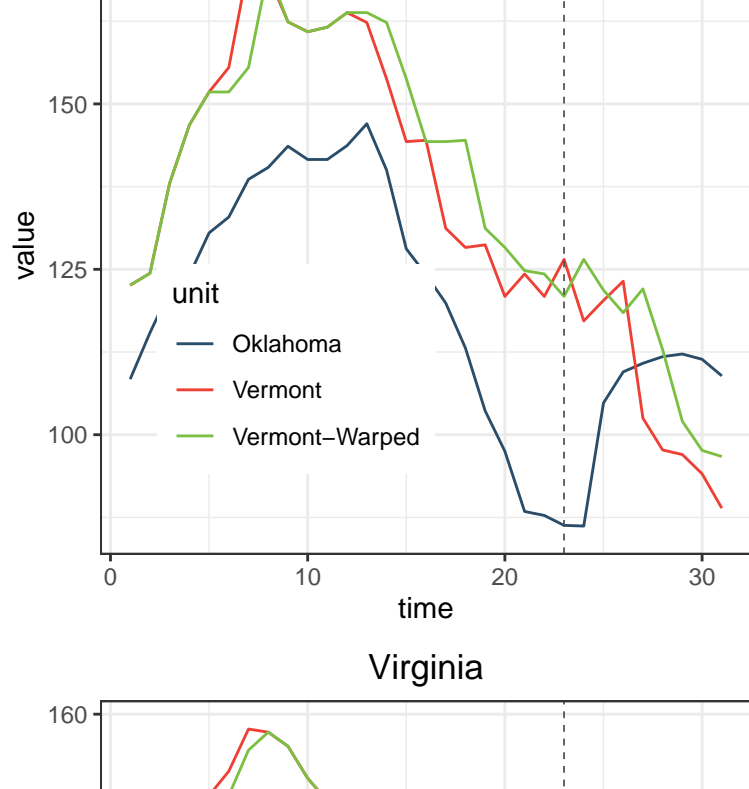 150
125
100
value
unit
Oklahoma
Vermont
Vermont−Warped
0 10 20 30
time
Virginia
160